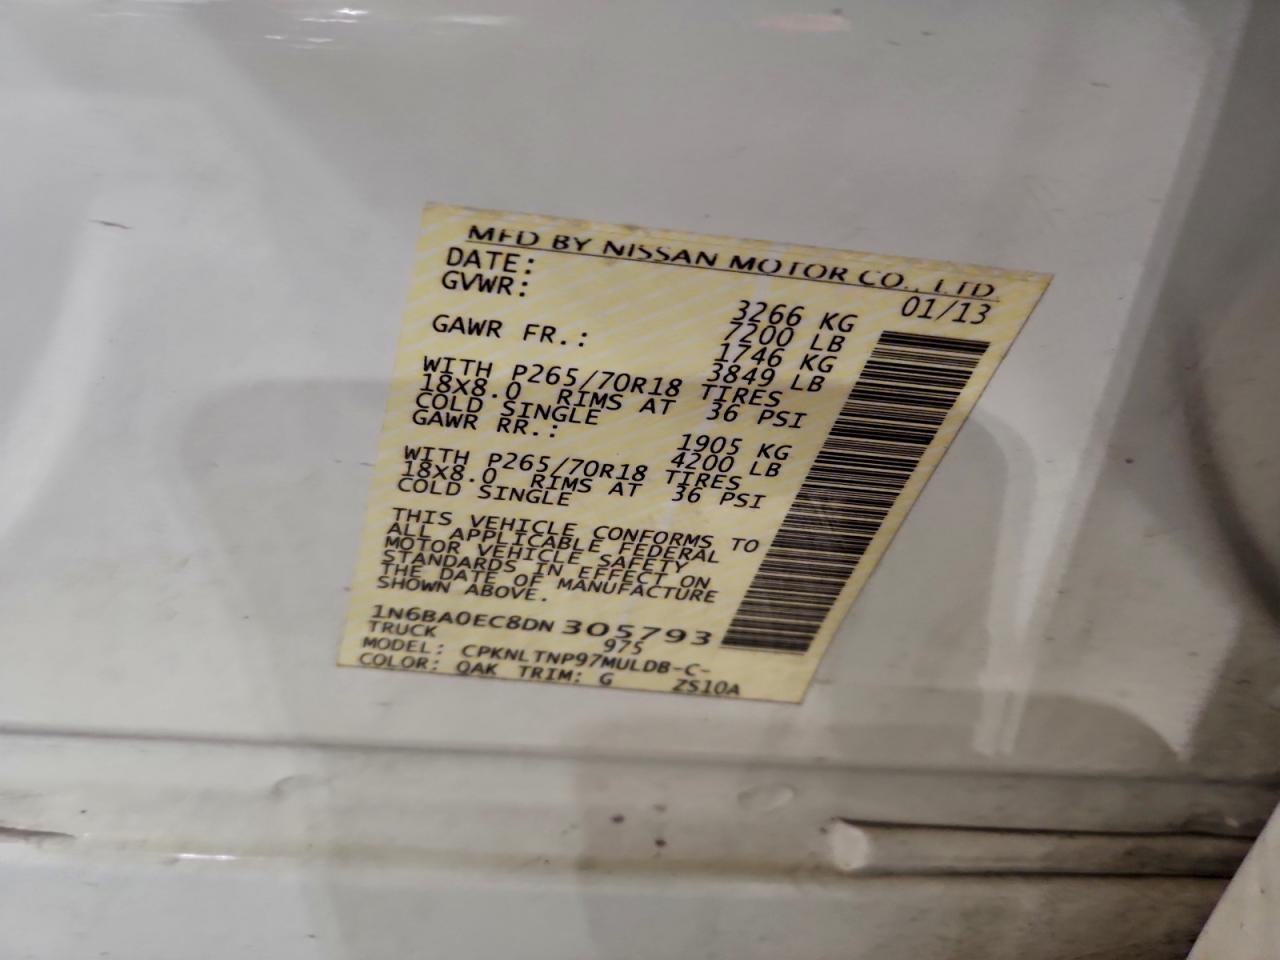 MFD BY NISSAN MOTOR CO., LTD.
DATE: 01/13
GVWR: 3266 KG
7200 LB
GAWR FR.: 1746 KG
3849 LB
WITH P265/70R18 TIRES
18X8.0 RIMS AT 36 PSI
COLD SINGLE
GAWR RR.: 1905 KG
4200 LB
WITH P265/70R18 TIRES
18X8.0 RIMS AT 36 PSI
COLD SINGLE
THIS VEHICLE CONFORMS TO
ALL APPLICABLE FEDERAL
MOTOR VEHICLE SAFETY
STANDARDS IN EFFECT ON
THE DATE OF MANUFACTURE
SHOWN ABOVE.
1N6BA0EC8DN 305793
TRUCK 975
MODEL: CPKNLTNP97MULDB-C-
COLOR: QAK TRIM: G ZS10A